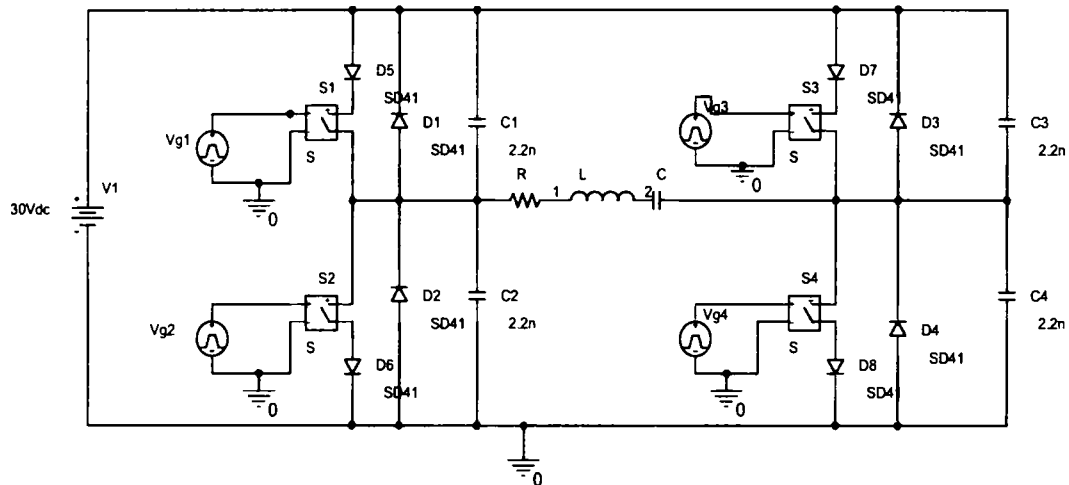 D5
SD41
S1
D1
SD41
C1
2.2n
Vg1
S
0
V1
30Vdc
R
1
L
2
C
S2
D2
SD41
C2
2.2n
Vg2
S
D6
SD41
0
D7
SD41
S3
Vg3
D3
SD41
C3
2.2n
S
0
S4
C4
2.2n
Vg4
S
D4
SD41
D8
SD41
0
0